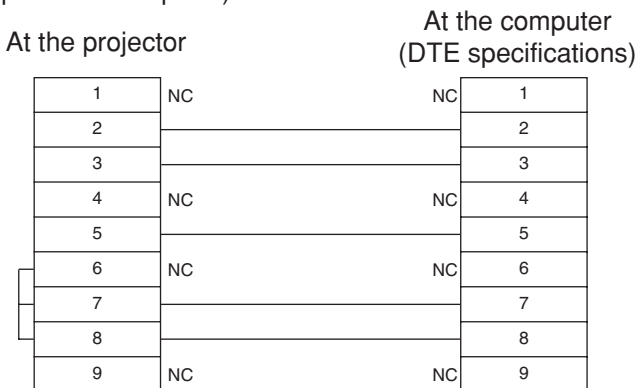 At the projector
At the computer
(DTE specifications)
1 NC NC 1
2 2
3 3
4 NC NC 4
5 5
6 NC NC 6
7 7
8 8
9 NC NC 9